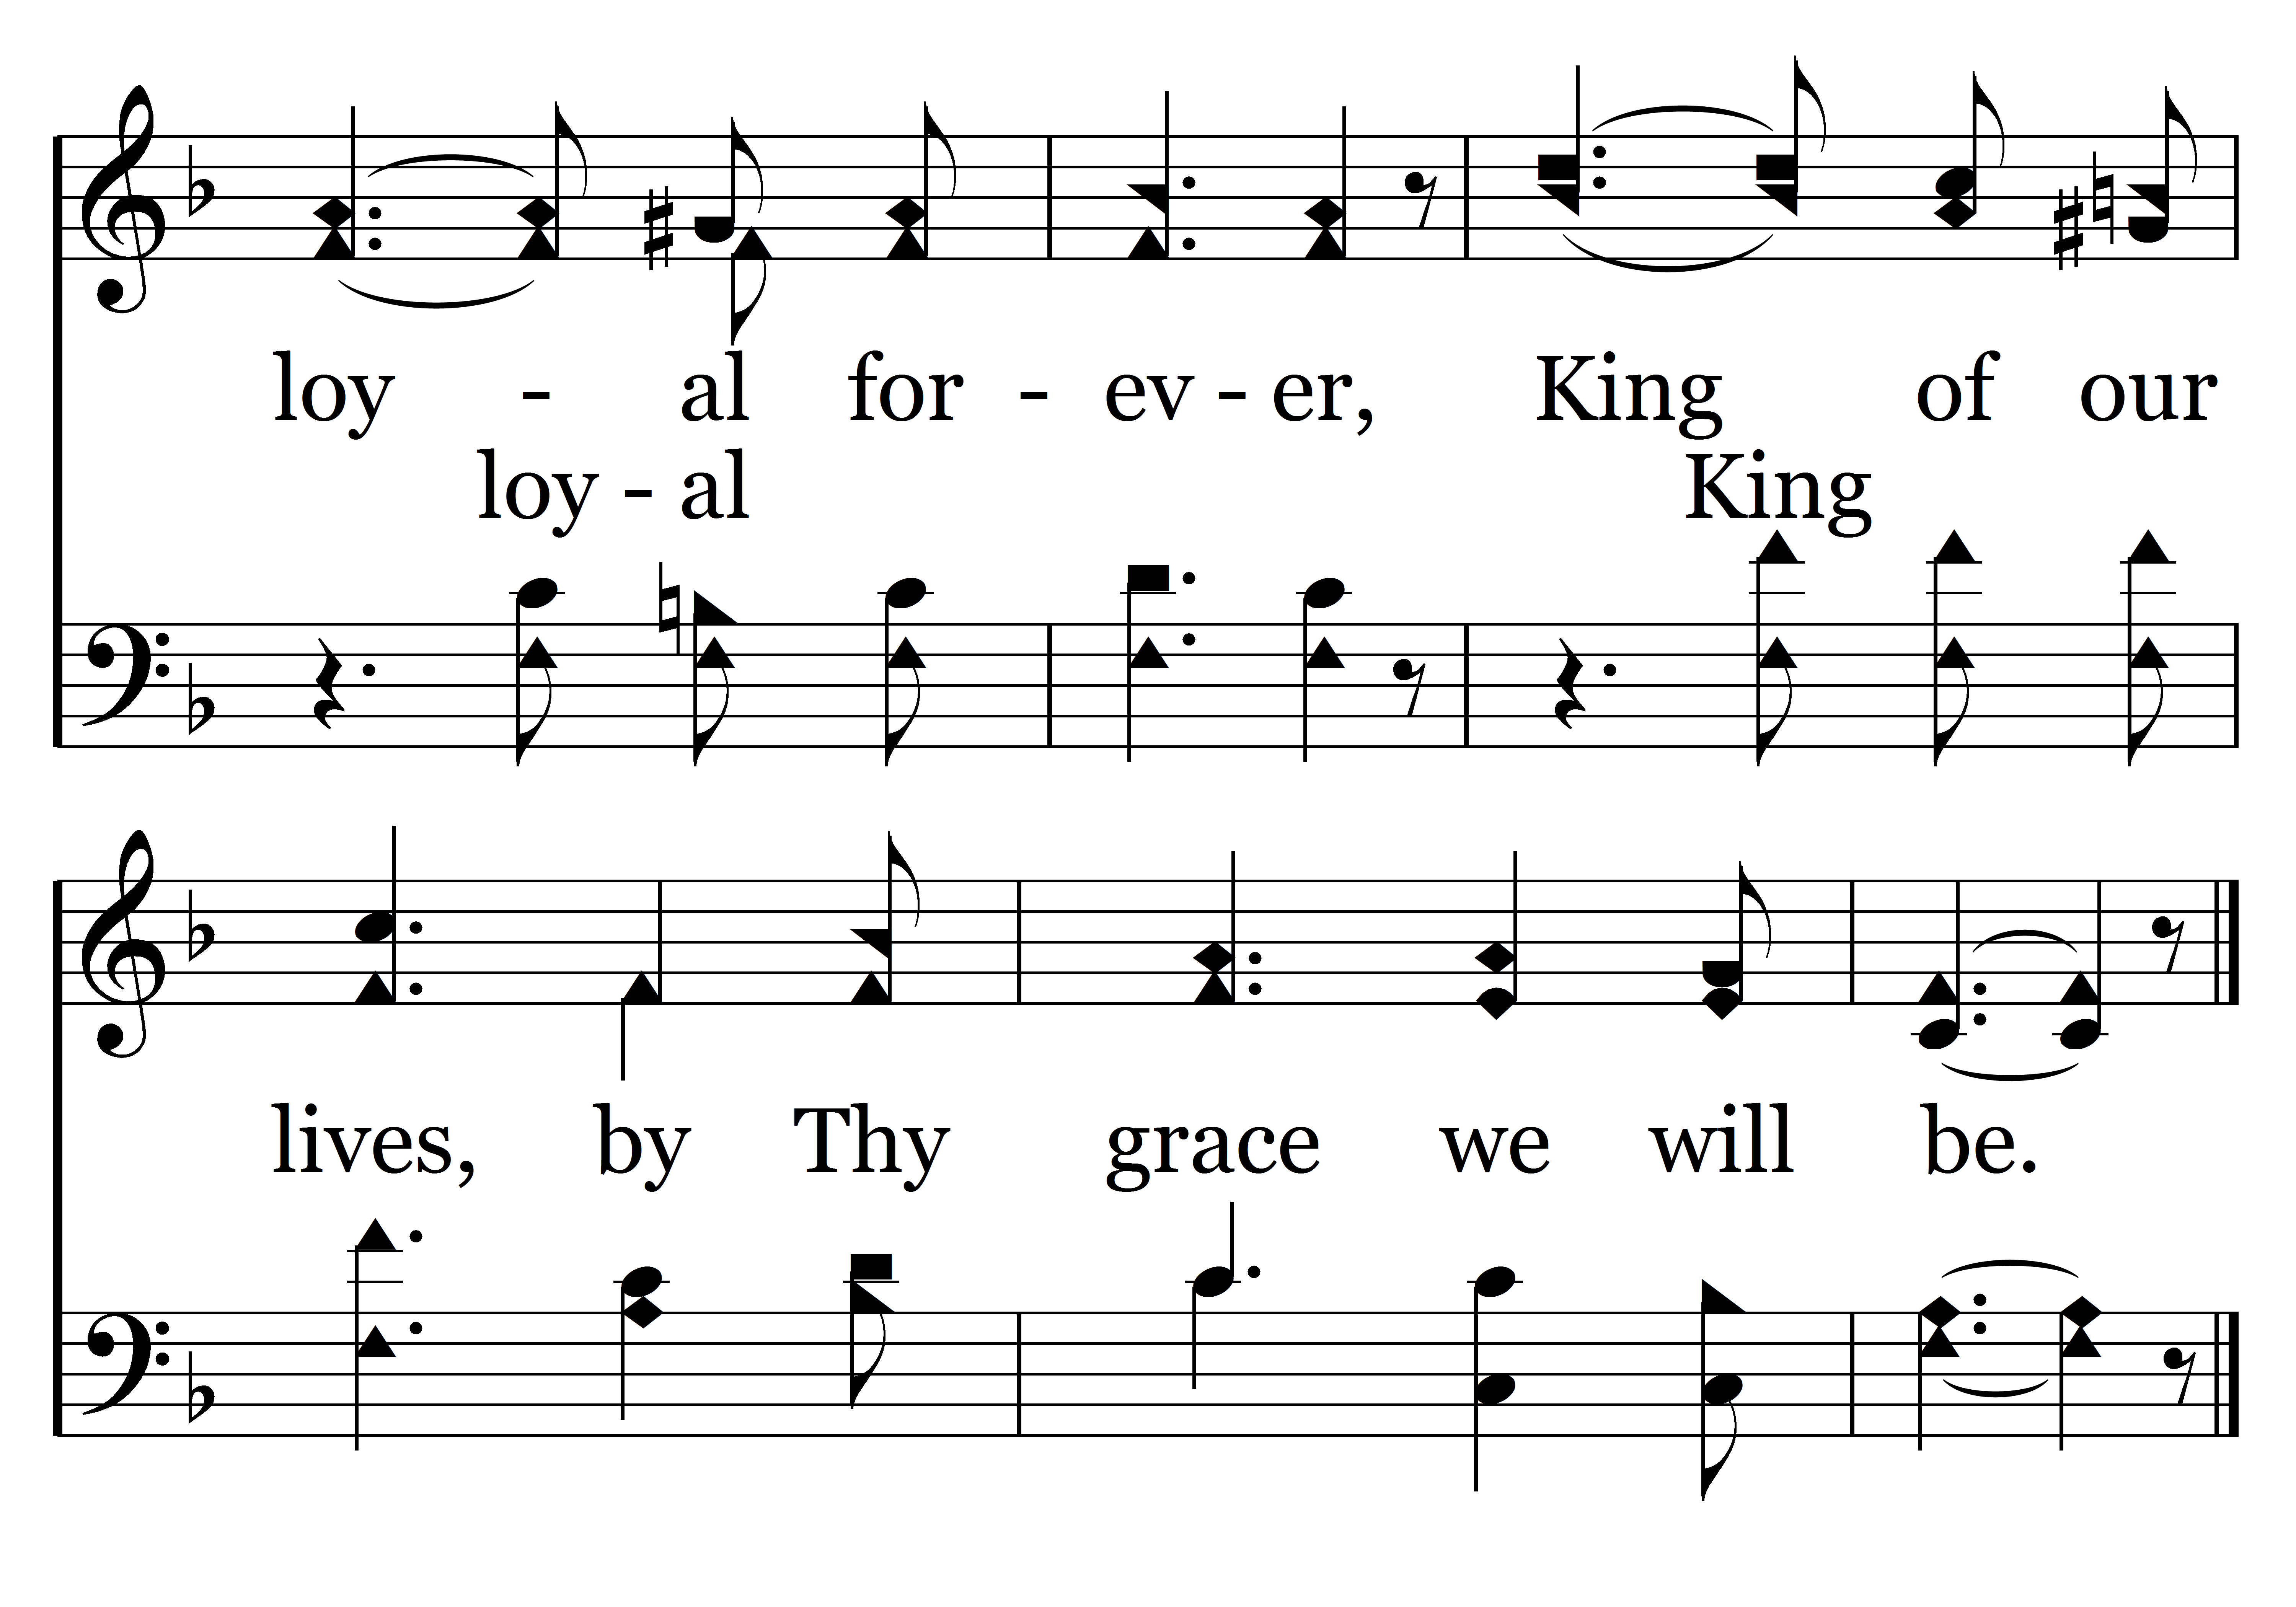 loy - al for - ev - er, King of our
loy - al King
lives, by Thy grace we will be.